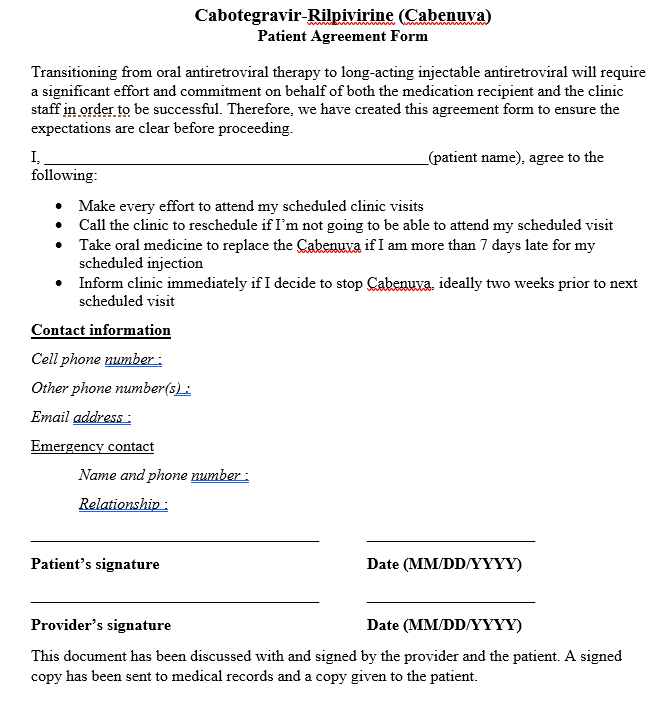 Cabotegravir-Rilpivirine (Cabenuva)
Patient Agreement Form
Transitioning from oral antiretroviral therapy to long-acting injectable antiretroviral will require
a significant effort and commitment on behalf of both the medication recipient and the clinic
staff in order to be successful. Therefore, we have created this agreement form to ensure the
expectations are clear before proceeding.
I, ________________________________________________(patient name), agree to the
following:
• Make every effort to attend my scheduled clinic visits
• Call the clinic to reschedule if I'm not going to be able to attend my scheduled visit
• Take oral medicine to replace the Cabenuva if I am more than 7 days late for my
scheduled injection
• Inform clinic immediately if I decide to stop Cabenuva, ideally two weeks prior to next
scheduled visit
Contact information
Cell phone number :
Other phone number(s) :
Email address :
Emergency contact
Name and phone number :
Relationship :
Patient's signature Date (MM/DD/YYYY)
Provider's signature Date (MM/DD/YYYY)
This document has been discussed with and signed by the provider and the patient. A signed
copy has been sent to medical records and a copy given to the patient.